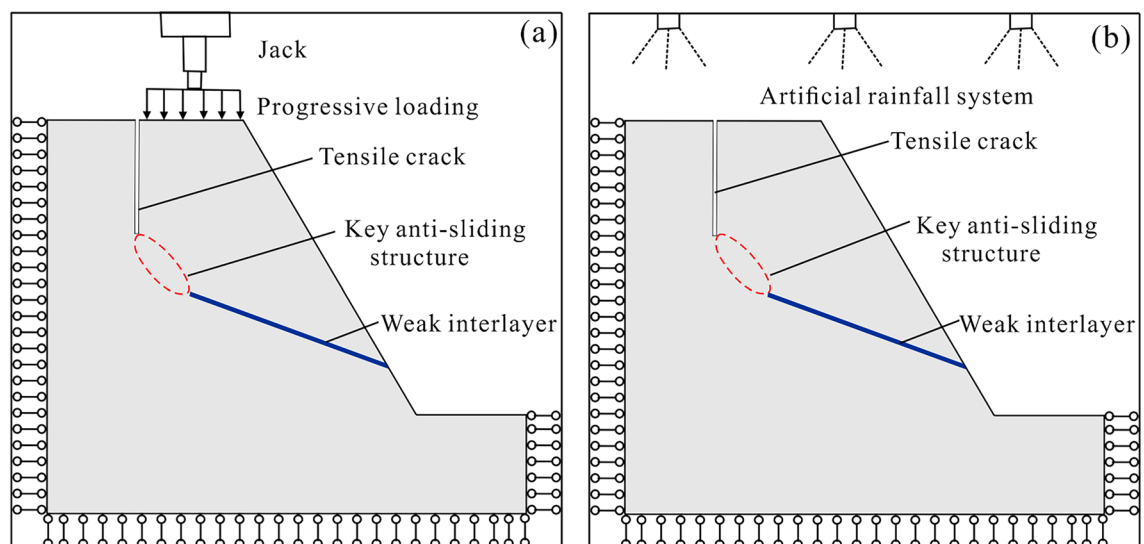 (a)
Jack
Progressive loading
Tensile crack
Key anti-sliding
structure
Weak interlayer
(b)
Artificial rainfall system
Tensile crack
Key anti-sliding
structure
Weak interlayer